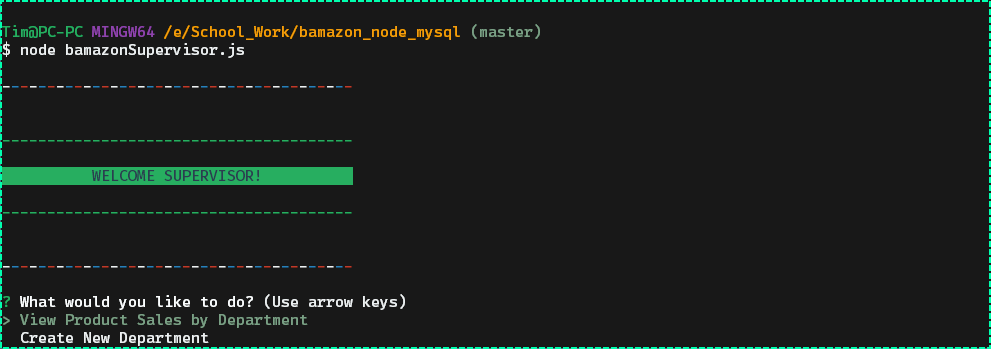 Tim@PC-PC MINGW64 /e/School_Work/bamazon_node_mysql (master)
$ node bamazonSupervisor.js
---------------------------------------
---------------------------------------
WELCOME SUPERVISOR!
---------------------------------------
---------------------------------------
? What would you like to do? (Use arrow keys)
> View Product Sales by Department
Create New Department